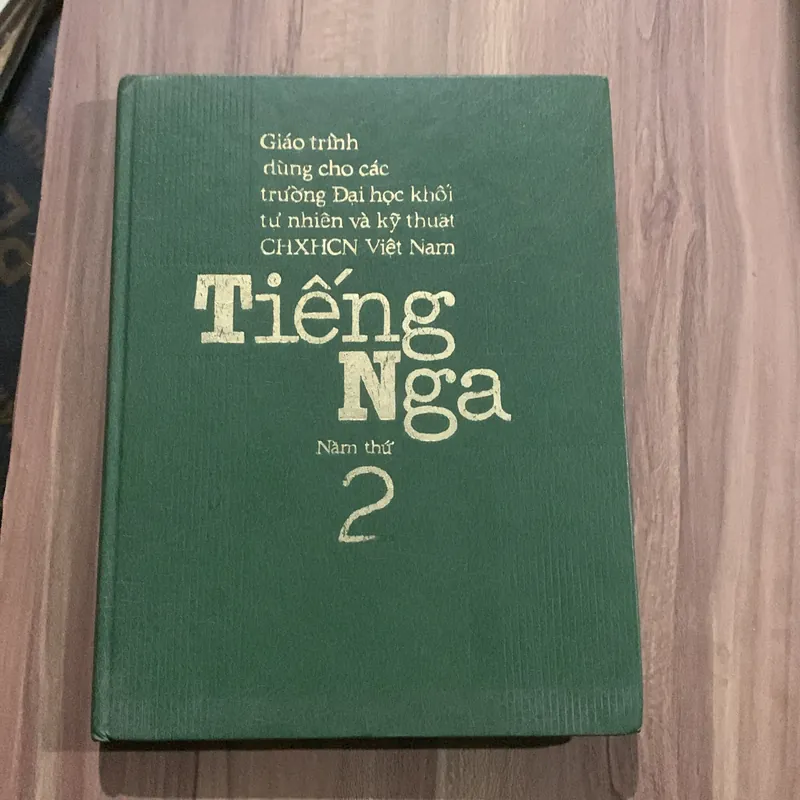 Giáo trình
dùng cho các
trường Đại học khối
tự nhiên và kỹ thuật
CHXHCN Việt Nam
Tiếng
Nga
Năm thứ
2